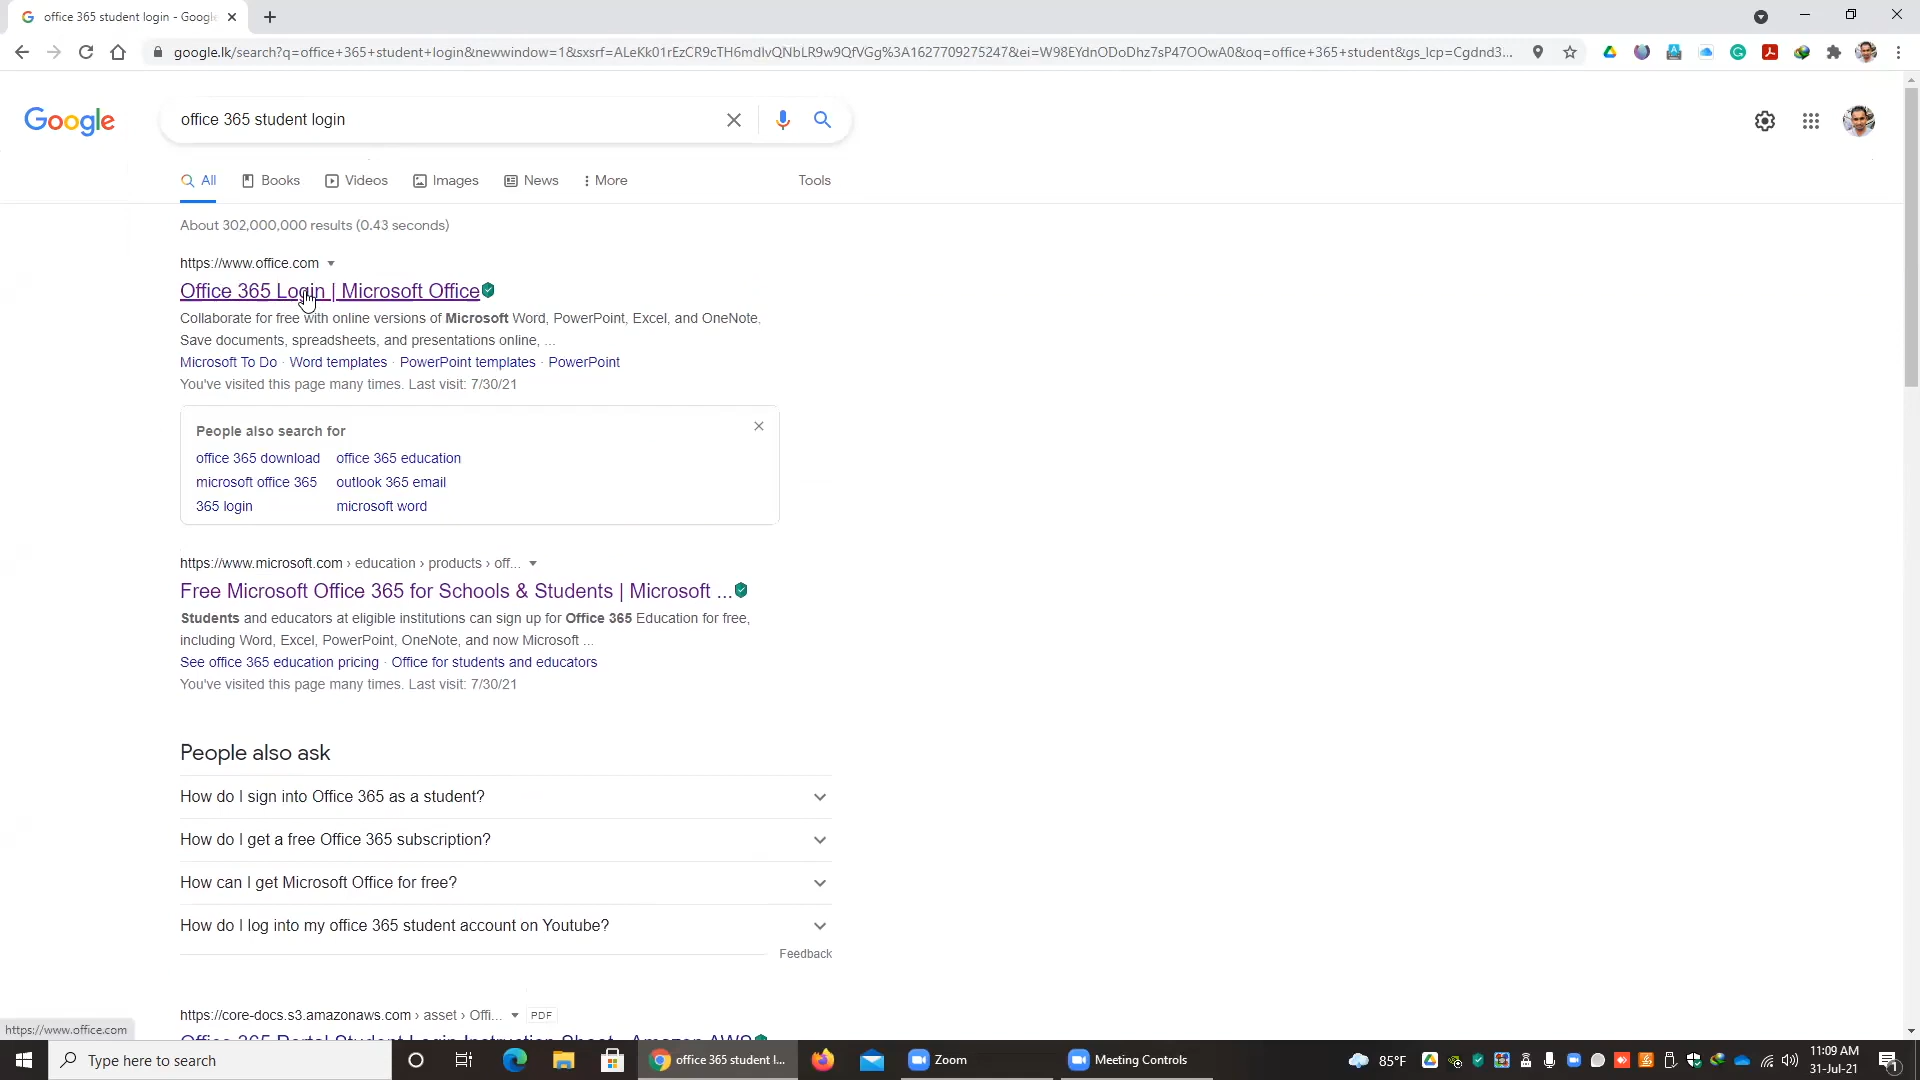 office 365 student login - Google
google.lk/search?q=office+365+student+login&newwindow=1&sxsrf=ALeKk01rEzCR9cTH6mdIvQNbLR9w9QfVGg%3A1627709275247&ei=W98EYdnODoDhz7sP47OOwA0&oq=office+365+student&gs_lcp=Cgdnd3...
Google
office 365 student login
All
Books
Videos
Images
News
More
Tools
About 302,000,000 results (0.43 seconds)
https://www.office.com
Office 365 Login | Microsoft Office
Collaborate for free with online versions of Microsoft Word, PowerPoint, Excel, and OneNote.
Save documents, spreadsheets, and presentations online, ...
Microsoft To Do · Word templates · PowerPoint templates · PowerPoint
You've visited this page many times. Last visit: 7/30/21
People also search for
office 365 download office 365 education
microsoft office 365 outlook 365 email
365 login microsoft word
https://www.microsoft.com › education › products › off...
Free Microsoft Office 365 for Schools & Students | Microsoft ...
Students and educators at eligible institutions can sign up for Office 365 Education for free,
including Word, Excel, PowerPoint, OneNote, and now Microsoft ...
See office 365 education pricing · Office for students and educators
You've visited this page many times. Last visit: 7/30/21
People also ask
How do I sign into Office 365 as a student?
How do I get a free Office 365 subscription?
How can I get Microsoft Office for free?
How do I log into my office 365 student account on Youtube?
Feedback
https://core-docs.s3.amazonaws.com › asset › Offi... PDF
Office 365 Portal Student Login Instruction Sheet - Amazon AWS
https://www.office.com
Type here to search
office 365 student l...
Zoom
Meeting Controls
85°F
11:09 AM
31-Jul-21
1